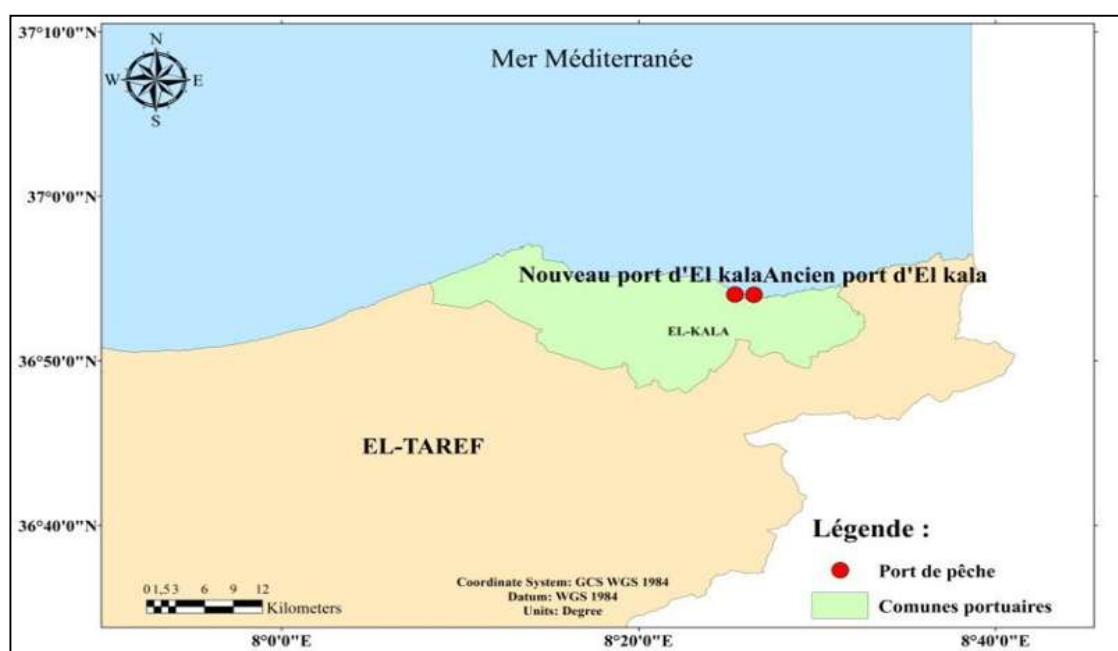 37°10'0"N
N
W E
S
Mer Méditerranée
37°0'0"N
Nouveau port d'El kala Ancien port d'El kala
EL-KALA
36°50'0"N
EL-TAREF
36°40'0"N
Légende :
Port de pêche
Comunes portuaires
0 1,5 3 6 9 12
Kilometers
Coordinate System: GCS WGS 1984
Datum: WGS 1984
Units: Degree
8°0'0"E 8°20'0"E 8°40'0"E